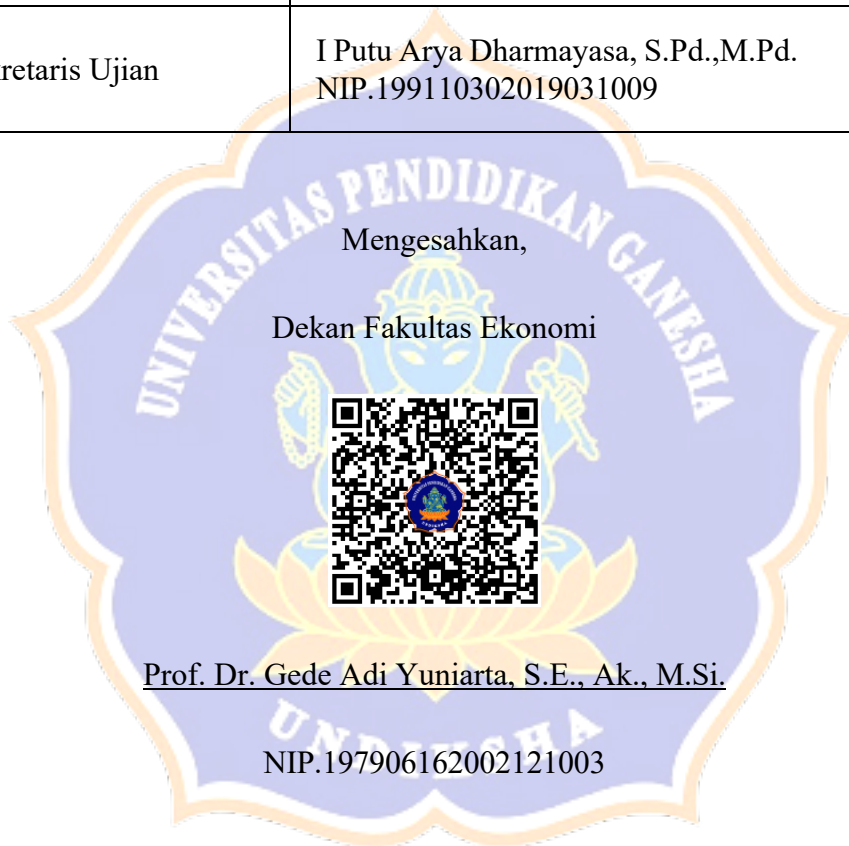 retaris Ujian
I Putu Arya Dharmayasa, S.Pd.,M.Pd.
NIP.199110302019031009
UNIVERSITAS PENDIDIKAN GANESHA
Mengesahkan,
Dekan Fakultas Ekonomi
Prof. Dr. Gede Adi Yuniarta, S.E., Ak., M.Si.
UNDIKSHA
NIP.197906162002121003